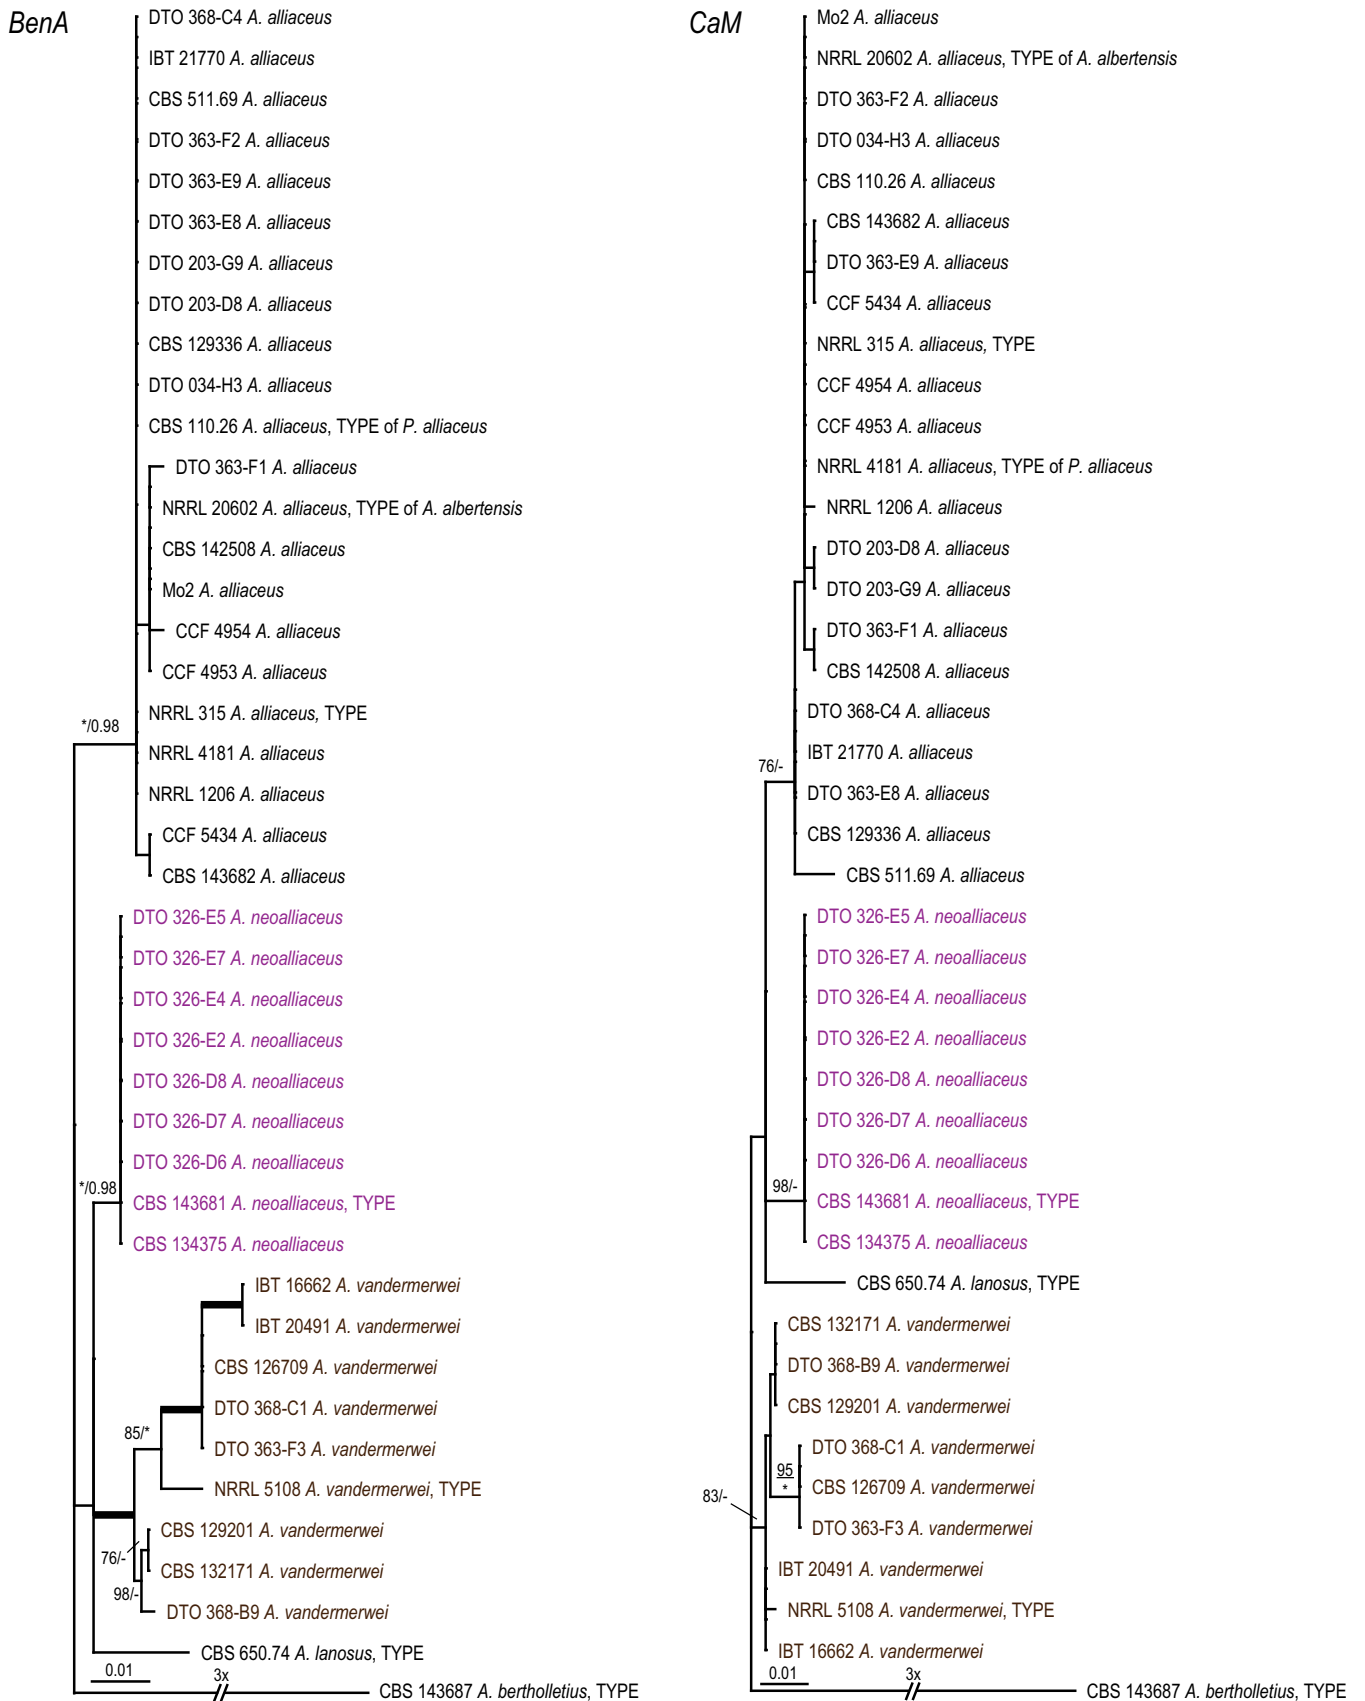 BenA
DTO 368-C4 A. alliaceus
IBT 21770 A. alliaceus
CBS 511.69 A. alliaceus
DTO 363-F2 A. alliaceus
DTO 363-E9 A. alliaceus
DTO 363-E8 A. alliaceus
DTO 203-G9 A. alliaceus
DTO 203-D8 A. alliaceus
CBS 129336 A. alliaceus
DTO 034-H3 A. alliaceus
CBS 110.26 A. alliaceus, TYPE of P. alliaceus
DTO 363-F1 A. alliaceus
NRRL 20602 A. alliaceus, TYPE of A. albertensis
CBS 142508 A. alliaceus
Mo2 A. alliaceus
CCF 4954 A. alliaceus
CCF 4953 A. alliaceus
NRRL 315 A. alliaceus, TYPE
*/0.98
NRRL 4181 A. alliaceus
NRRL 1206 A. alliaceus
CCF 5434 A. alliaceus
CBS 143682 A. alliaceus
DTO 326-E5 A. neoalliaceus
DTO 326-E7 A. neoalliaceus
DTO 326-E4 A. neoalliaceus
DTO 326-E2 A. neoalliaceus
DTO 326-D8 A. neoalliaceus
DTO 326-D7 A. neoalliaceus
DTO 326-D6 A. neoalliaceus
*/0.98
CBS 143681 A. neoalliaceus, TYPE
CBS 134375 A. neoalliaceus
IBT 16662 A. vandermerwei
IBT 20491 A. vandermerwei
CBS 126709 A. vandermerwei
DTO 368-C1 A. vandermerwei
85/*
DTO 363-F3 A. vandermerwei
NRRL 5108 A. vandermerwei, TYPE
CBS 129201 A. vandermerwei
76/-
CBS 132171 A. vandermerwei
98/-
DTO 368-B9 A. vandermerwei
CBS 650.74 A. lanosus, TYPE
0.01
3x
CBS 143687 A. bertholletius, TYPE
CaM
Mo2 A. alliaceus
NRRL 20602 A. alliaceus, TYPE of A. albertensis
DTO 363-F2 A. alliaceus
DTO 034-H3 A. alliaceus
CBS 110.26 A. alliaceus
CBS 143682 A. alliaceus
DTO 363-E9 A. alliaceus
CCF 5434 A. alliaceus
NRRL 315 A. alliaceus, TYPE
CCF 4954 A. alliaceus
CCF 4953 A. alliaceus
NRRL 4181 A. alliaceus, TYPE of P. alliaceus
NRRL 1206 A. alliaceus
DTO 203-D8 A. alliaceus
DTO 203-G9 A. alliaceus
DTO 363-F1 A. alliaceus
CBS 142508 A. alliaceus
DTO 368-C4 A. alliaceus
IBT 21770 A. alliaceus
76/-
DTO 363-E8 A. alliaceus
CBS 129336 A. alliaceus
CBS 511.69 A. alliaceus
DTO 326-E5 A. neoalliaceus
DTO 326-E7 A. neoalliaceus
DTO 326-E4 A. neoalliaceus
DTO 326-E2 A. neoalliaceus
DTO 326-D8 A. neoalliaceus
DTO 326-D7 A. neoalliaceus
DTO 326-D6 A. neoalliaceus
98/-
CBS 143681 A. neoalliaceus, TYPE
CBS 134375 A. neoalliaceus
CBS 650.74 A. lanosus, TYPE
CBS 132171 A. vandermerwei
DTO 368-B9 A. vandermerwei
CBS 129201 A. vandermerwei
DTO 368-C1 A. vandermerwei
95
*
CBS 126709 A. vandermerwei
83/-
DTO 363-F3 A. vandermerwei
IBT 20491 A. vandermerwei
NRRL 5108 A. vandermerwei, TYPE
IBT 16662 A. vandermerwei
0.01
3x
CBS 143687 A. bertholletius, TYPE